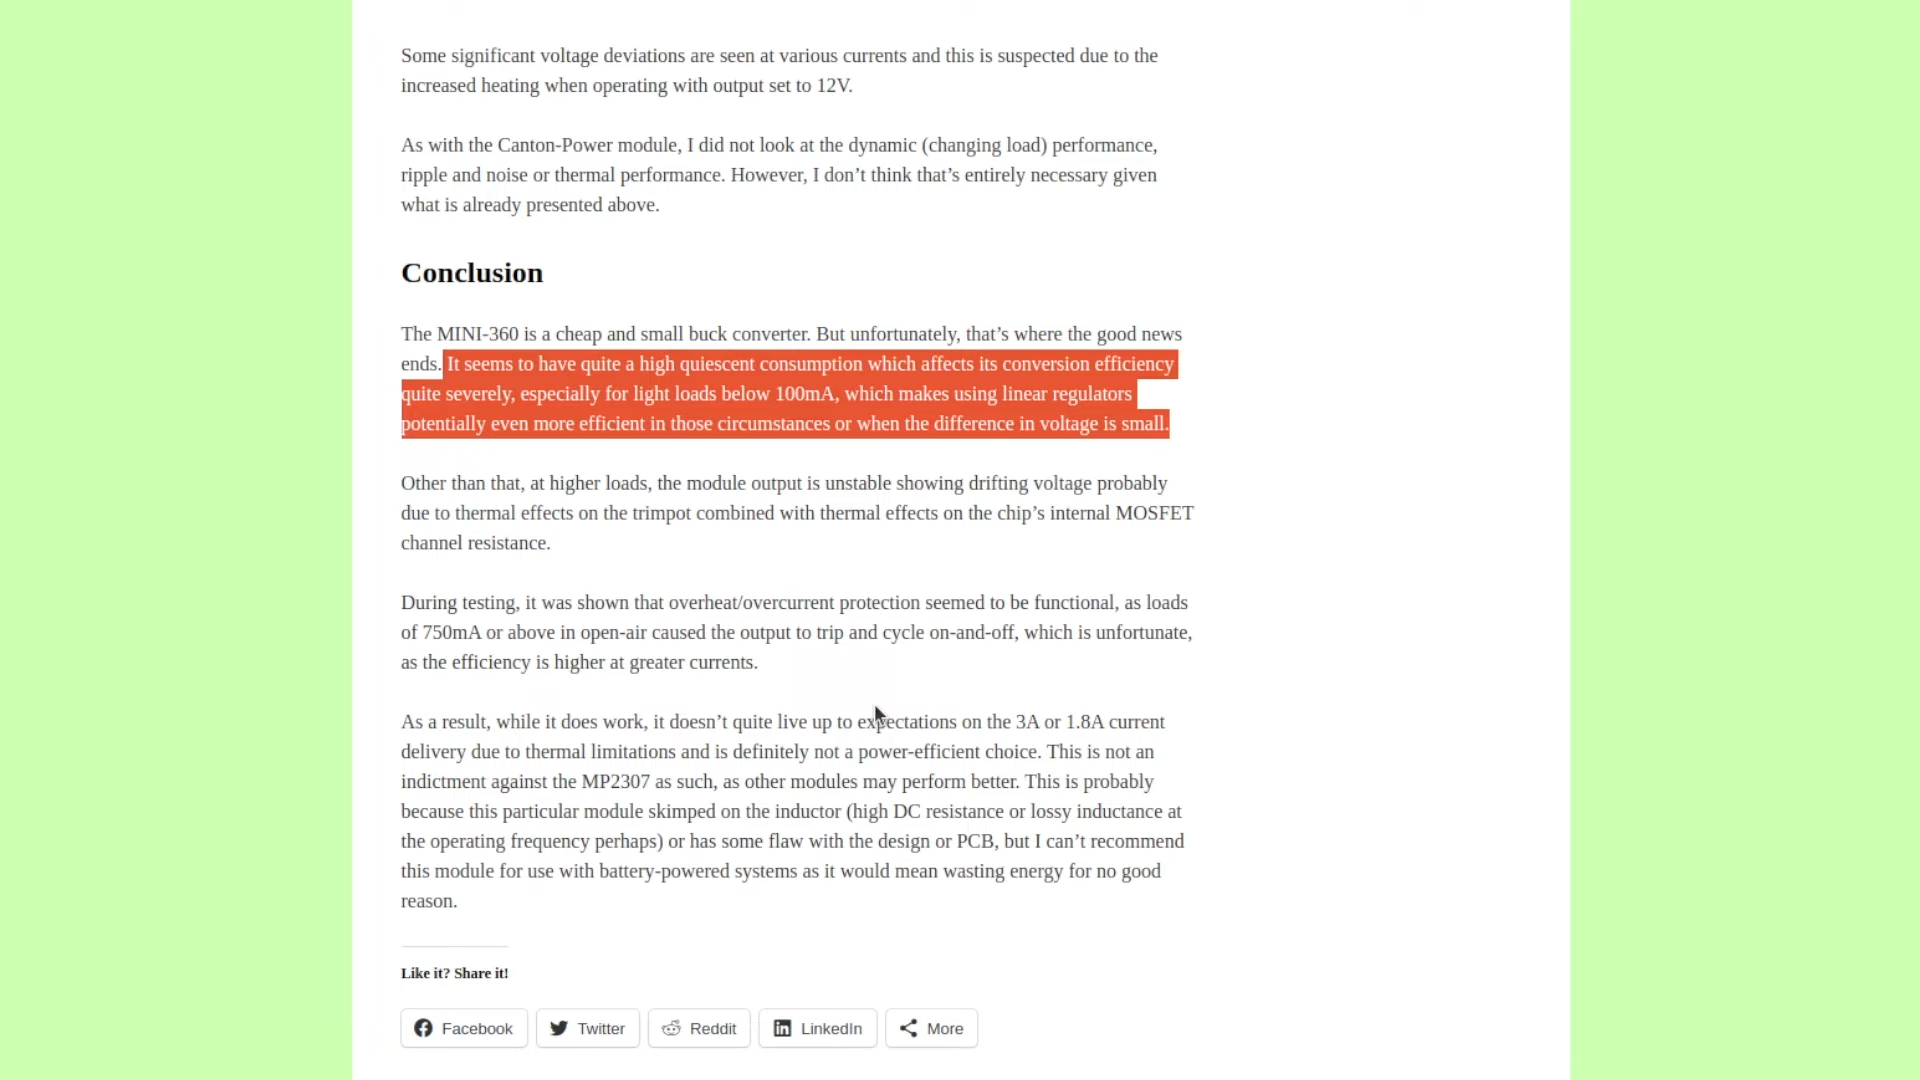 Some significant voltage deviations are seen at various currents and this is suspected due to the
increased heating when operating with output set to 12V.
As with the Canton-Power module, I did not look at the dynamic (changing load) performance,
ripple and noise or thermal performance. However, I don’t think that’s entirely necessary given
what is already presented above.
Conclusion
The MINI-360 is a cheap and small buck converter. But unfortunately, that’s where the good news
ends. It seems to have quite a high quiescent consumption which affects its conversion efficiency
quite severely, especially for light loads below 100mA, which makes using linear regulators
potentially even more efficient in those circumstances or when the difference in voltage is small.
Other than that, at higher loads, the module output is unstable showing drifting voltage probably
due to thermal effects on the trimpot combined with thermal effects on the chip’s internal MOSFET
channel resistance.
During testing, it was shown that overheat/overcurrent protection seemed to be functional, as loads
of 750mA or above in open-air caused the output to trip and cycle on-and-off, which is unfortunate,
as the efficiency is higher at greater currents.
As a result, while it does work, it doesn’t quite live up to expectations on the 3A or 1.8A current
delivery due to thermal limitations and is definitely not a power-efficient choice. This is not an
indictment against the MP2307 as such, as other modules may perform better. This is probably
because this particular module skimped on the inductor (high DC resistance or lossy inductance at
the operating frequency perhaps) or has some flaw with the design or PCB, but I can’t recommend
this module for use with battery-powered systems as it would mean wasting energy for no good
reason.
Like it? Share it!
Facebook Twitter Reddit LinkedIn More